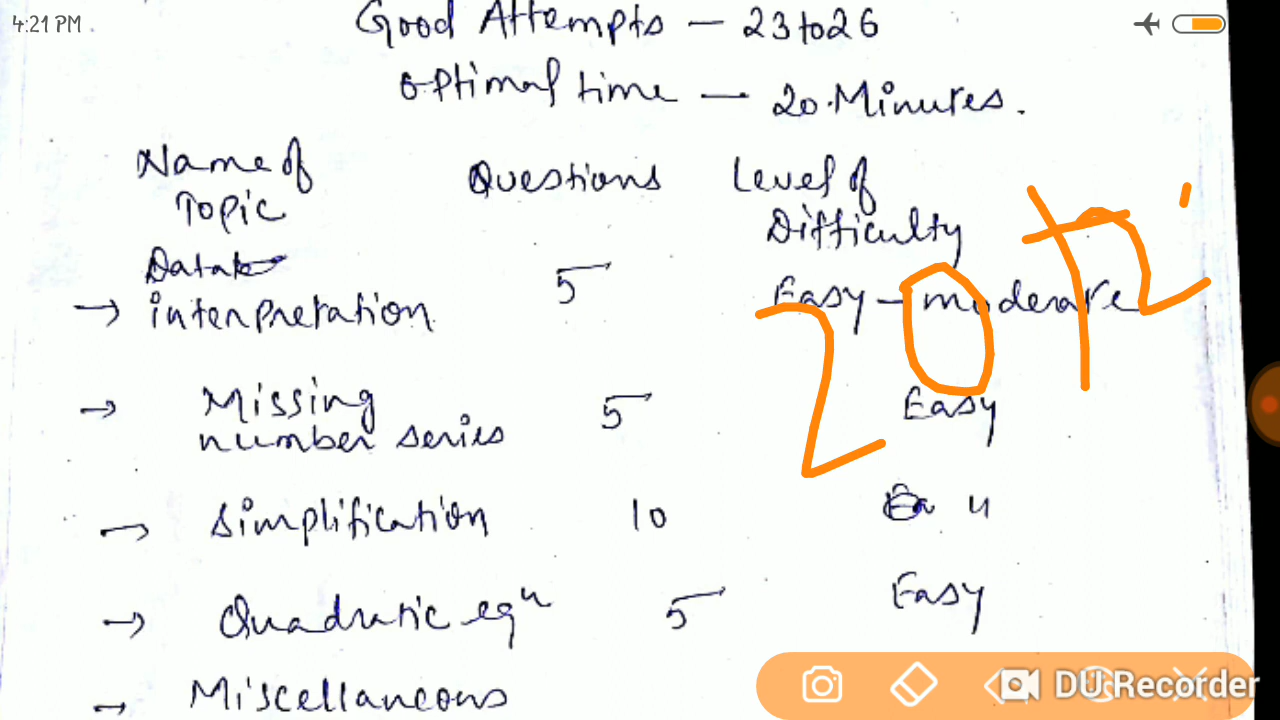 4:21 PM
Good Attempts — 23 to 26
Optimal time — 20 Minutes.
Name of Topic
Questions
Level of Difficulty
→ Data interpretation 5 Easy – moderate
→ Missing number series 5 Easy
→ Simplification 10 "
→ Quadratic eqn 5 Easy
→ Miscellaneous
20
DU Recorder